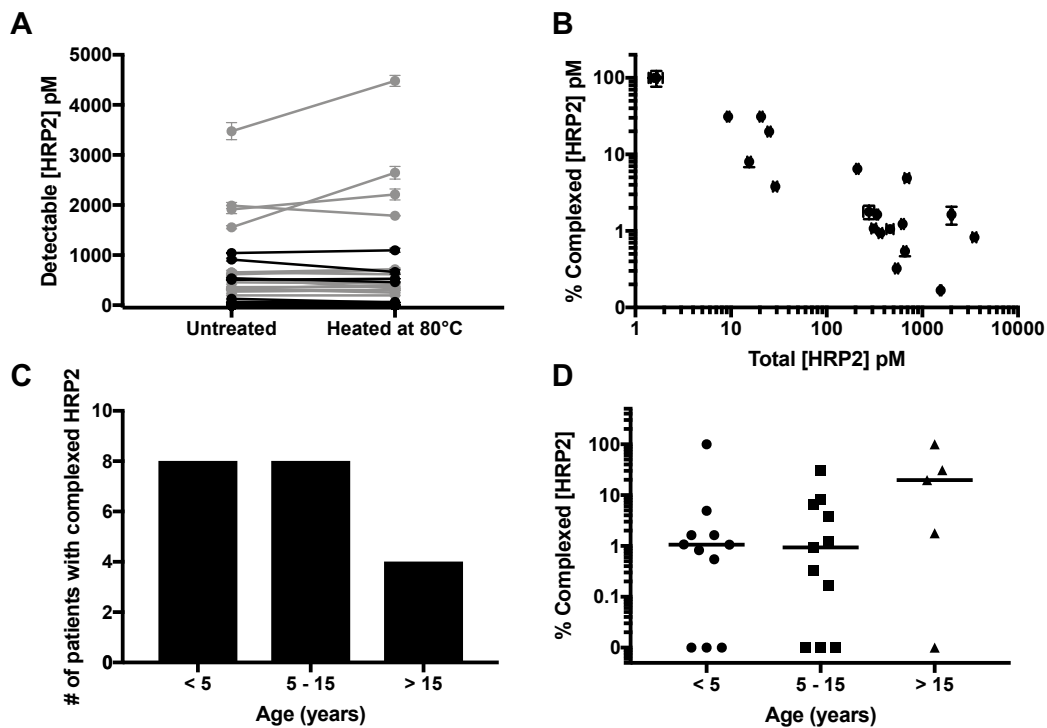 A
Detectable [HRP2] pM
5000
4000
3000
2000
1000
0
Untreated
Heated at 80°C
B
% Complexed [HRP2] pM
100
10
1
0
1
10
100
1000
10000
Total [HRP2] pM
C
# of patients with complexed HRP2
10
8
6
4
2
0
< 5
5 - 15
> 15
Age (years)
D
% Complexed [HRP2]
100
10
1
0.1
0
< 5
5 - 15
> 15
Age (years)